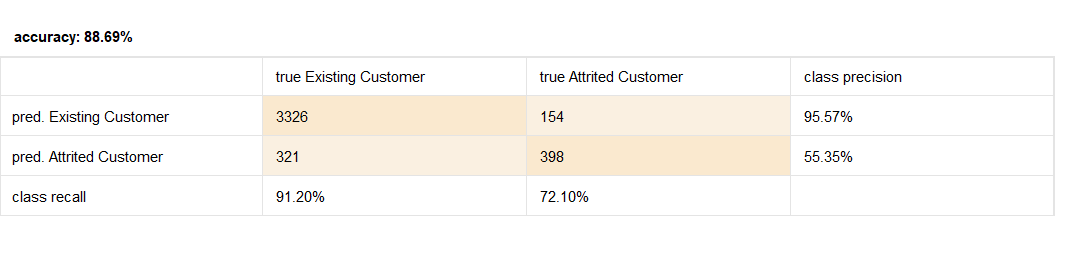 accuracy: 88.69%
true Existing Customer true Attrited Customer class precision
pred. Existing Customer 3326 154 95.57%
pred. Attrited Customer 321 398 55.35%
class recall 91.20% 72.10%